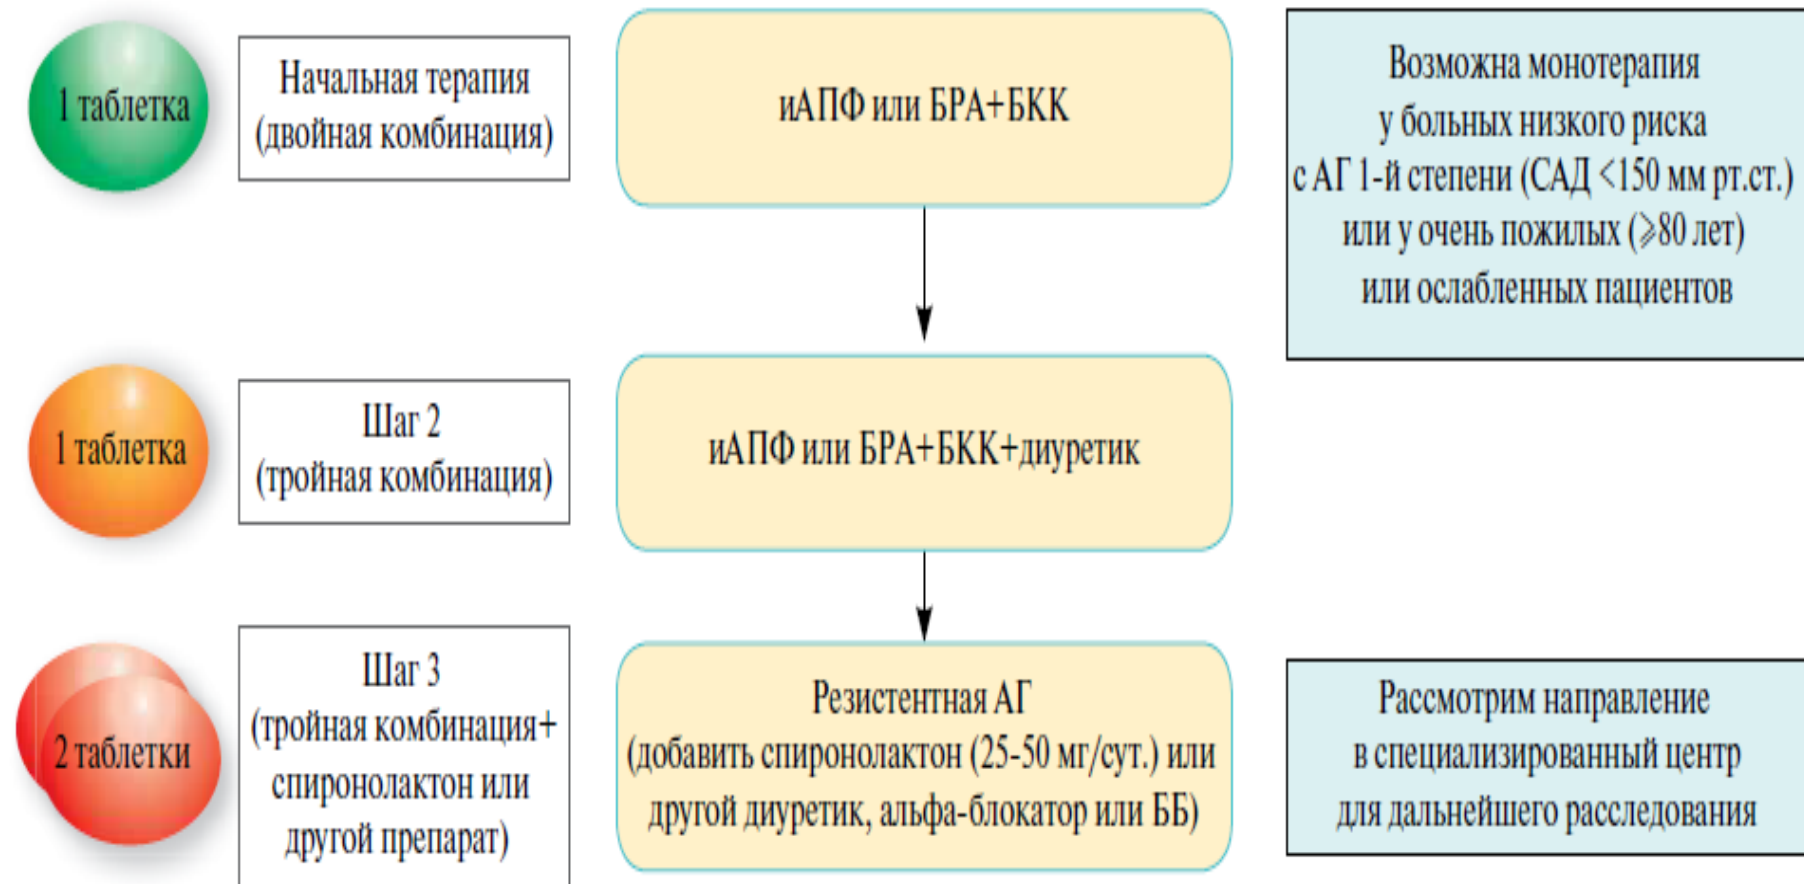 1 таблетка
Начальная терапия
(двойная комбинация)
иАПФ или БРА+БКК
Возможна монотерапия
у больных низкого риска
с АГ 1-й степени (САД <150 мм рт.ст.)
или у очень пожилых (⩾80 лет)
или ослабленных пациентов
1 таблетка
Шаг 2
(тройная комбинация)
иАПФ или БРА+БКК+диуретик
2 таблетки
Шаг 3
(тройная комбинация+
спиронолактон или
другой препарат)
Резистентная АГ
(добавить спиронолактон (25-50 мг/сут.) или
другой диуретик, альфа-блокатор или ББ)
Рассмотрим направление
в специализированный центр
для дальнейшего расследования